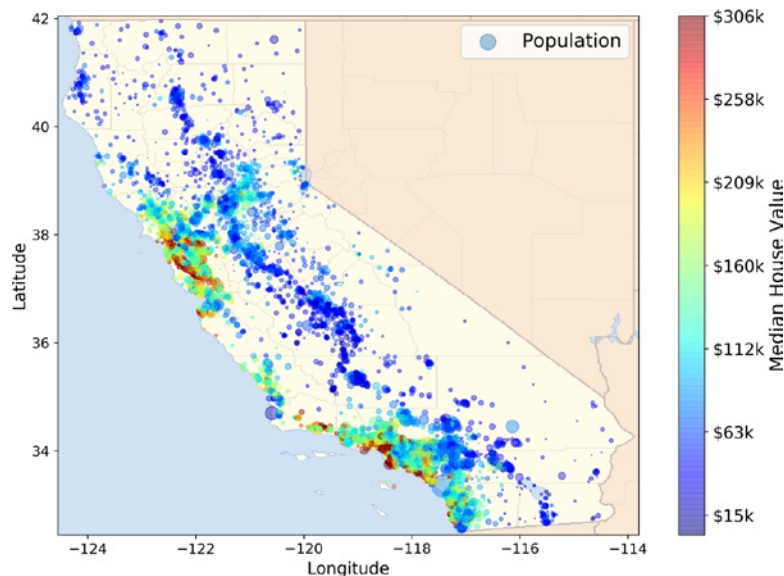 42
40
38
36
34
Latitude
−124
−122
−120
−118
−116
−114
Longitude
Population
$306k
$258k
$209k
$160k
$112k
$63k
$15k
Median House Value